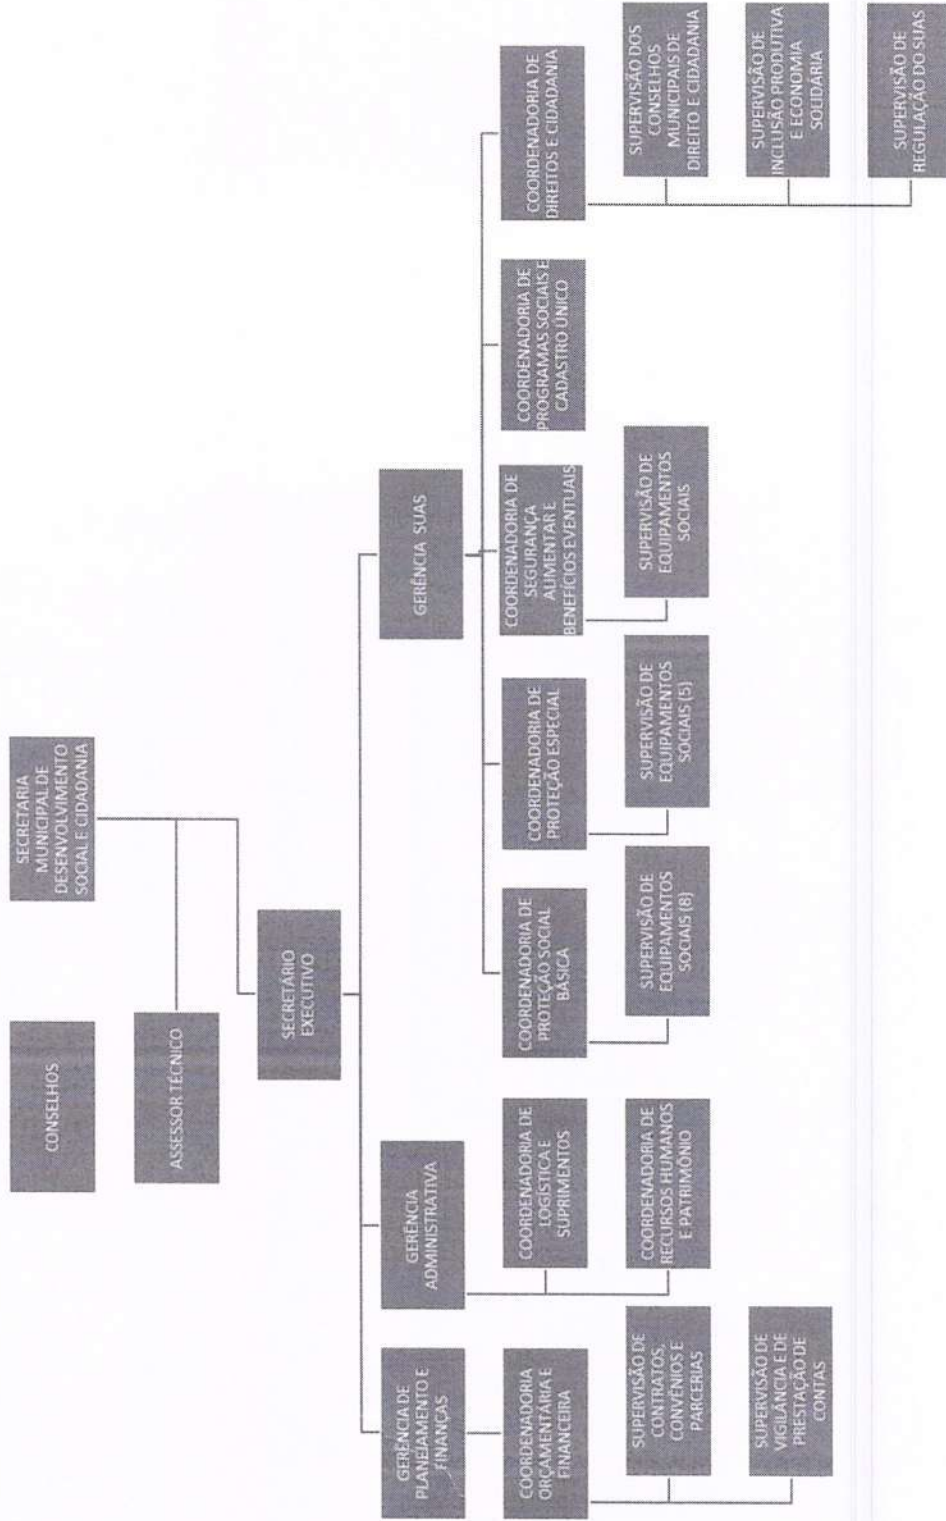 SECRETARIA
MUNICIPAL DE
DESENVOLVIMENTO
SOCIAL E CIDADANIA
CONSELHOS
ASSESSOR TÉCNICO
SECRETÁRIO
EXECUTIVO
GERÊNCIA DE
PLANEJAMENTO E
FINANÇAS
GERÊNCIA
ADMINISTRATIVA
GERÊNCIA SUAS
COORDENADORIA
ORÇAMENTARIA E
FINANCEIRA
SUPERVISÃO DE
CONTRATOS,
CONVÊNIOS E
PARCERIAS
SUPERVISÃO DE
VIGILÂNCIA E DE
PRESTAÇÃO DE
CONTAS
COORDENADORIA DE
LOGÍSTICA E
SUPRIMENTOS
COORDENADORIA DE
RECURSOS HUMANOS
E PATRIMÔNIO
COORDENADORIA DE
PROTEÇÃO SOCIAL
BÁSICA
SUPERVISÃO DE
EQUIPAMENTOS
SOCIAIS (8)
COORDENADORIA DE
PROTEÇÃO ESPECIAL
SUPERVISÃO DE
EQUIPAMENTOS
SOCIAIS (5)
COORDENADORIA DE
SEGURANÇA
ALIMENTAR E
BENEFÍCIOS EVENTUAIS
SUPERVISÃO DE
EQUIPAMENTOS
SOCIAIS
COORDENADORIA DE
PROGRAMAS SOCIAIS E
CADASTRO ÚNICO
COORDENADORIA DE
DIREITOS E CIDADANIA
SUPERVISÃO DOS
CONSELHOS
MUNICIPAIS DE
DIREITO E CIDADANIA
SUPERVISÃO DE
INCLUSÃO PRODUTIVA
E ECONOMIA
SOLIDÁRIA
SUPERVISÃO DE
REGULAÇÃO DO SUAS